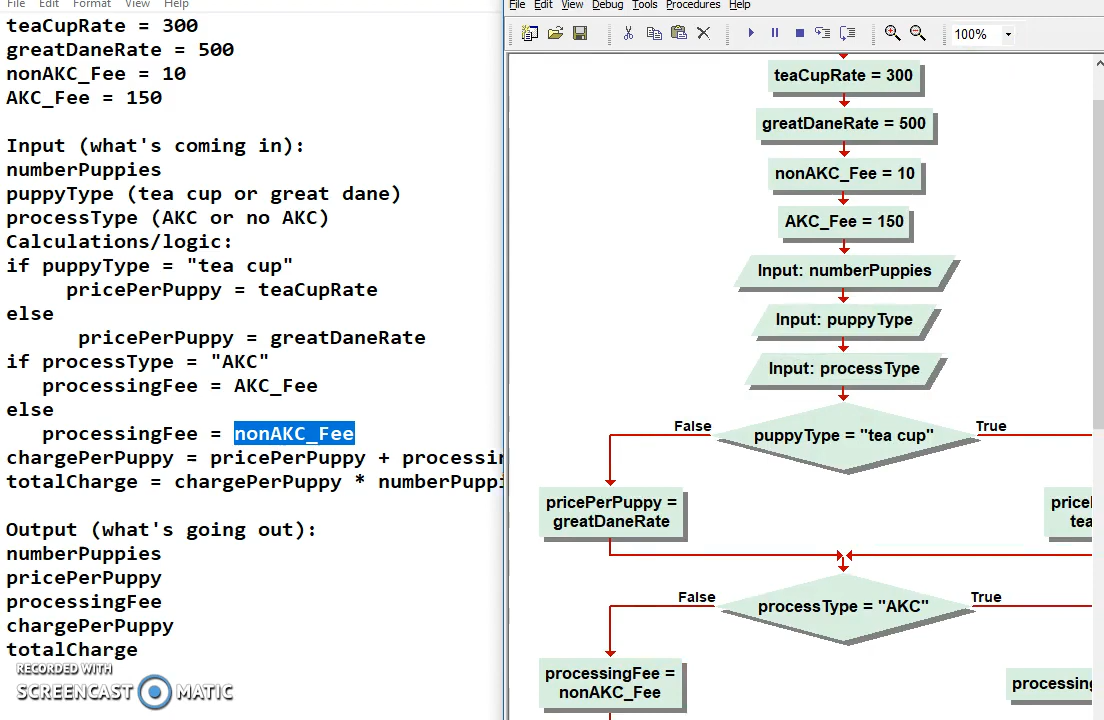 File Edit Format View Help
teaCupRate = 300
greatDaneRate = 500
nonAKC_Fee = 10
AKC_Fee = 150
Input (what's coming in):
numberPuppies
puppyType (tea cup or great dane)
processType (AKC or no AKC)
Calculations/logic:
if puppyType = "tea cup"
pricePerPuppy = teaCupRate
else
pricePerPuppy = greatDaneRate
if processType = "AKC"
processingFee = AKC_Fee
else
processingFee = nonAKC_Fee
chargePerPuppy = pricePerPuppy + processin
totalCharge = chargePerPuppy * numberPuppi
Output (what's going out):
numberPuppies
pricePerPuppy
processingFee
chargePerPuppy
totalCharge
RECORDED WITH
SCREENCAST MATIC
File Edit View Debug Tools Procedures Help
100%
teaCupRate = 300
greatDaneRate = 500
nonAKC_Fee = 10
AKC_Fee = 150
Input: numberPuppies
Input: puppyType
Input: processType
False
puppyType = "tea cup"
True
pricePerPuppy =
greatDaneRate
priceI
tea
False
processType = "AKC"
True
processingFee =
nonAKC_Fee
processing